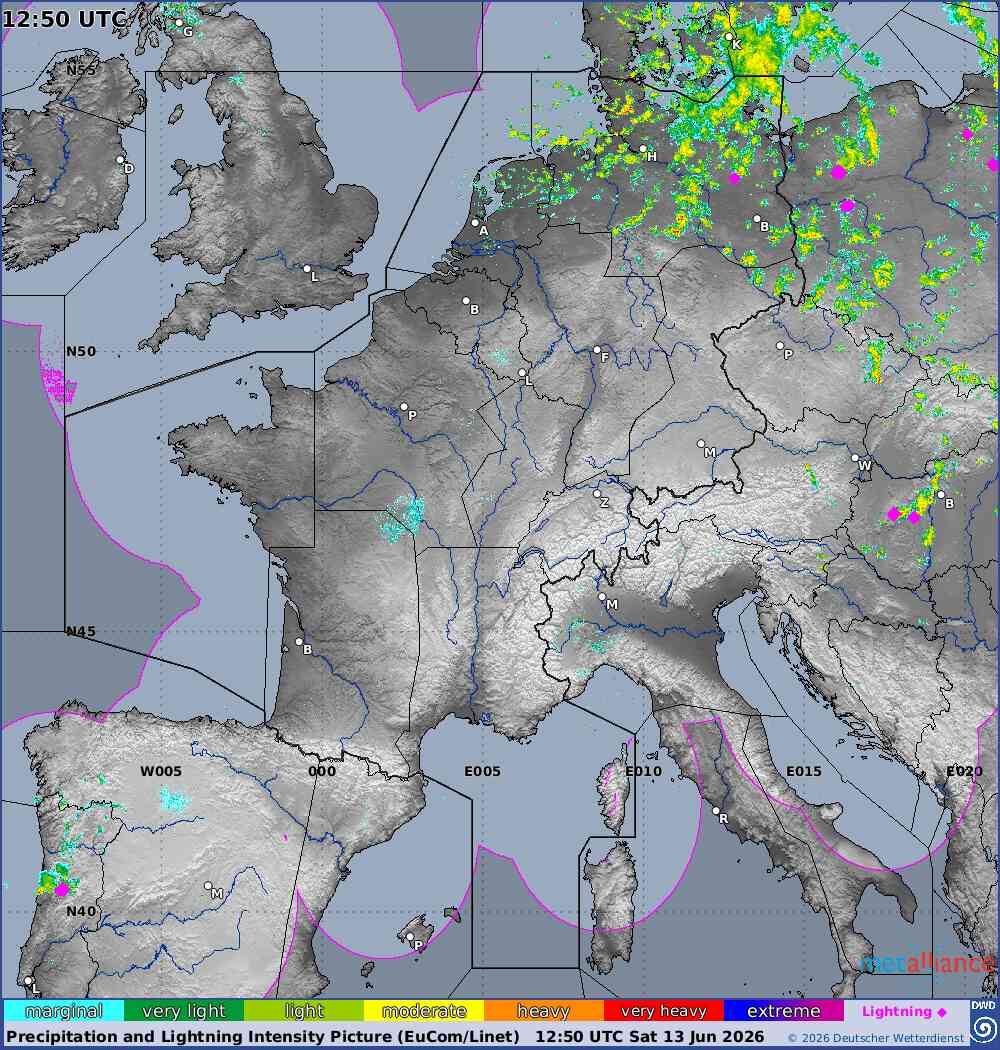 12:50 UTC
G
K
N55
D
H
A
B
L
B
N50
F
P
L
P
M
W
Z
B
M
N45
B
W005
000
E005
E010
E015
E020
R
M
N40
P
L
metalliance
marginal very light light moderate heavy very heavy extreme Lightning
DWD
Precipitation and Lightning Intensity Picture (EuCom/Linet) 12:50 UTC Sat 13 Jun 2026 © 2026 Deutscher Wetterdienst